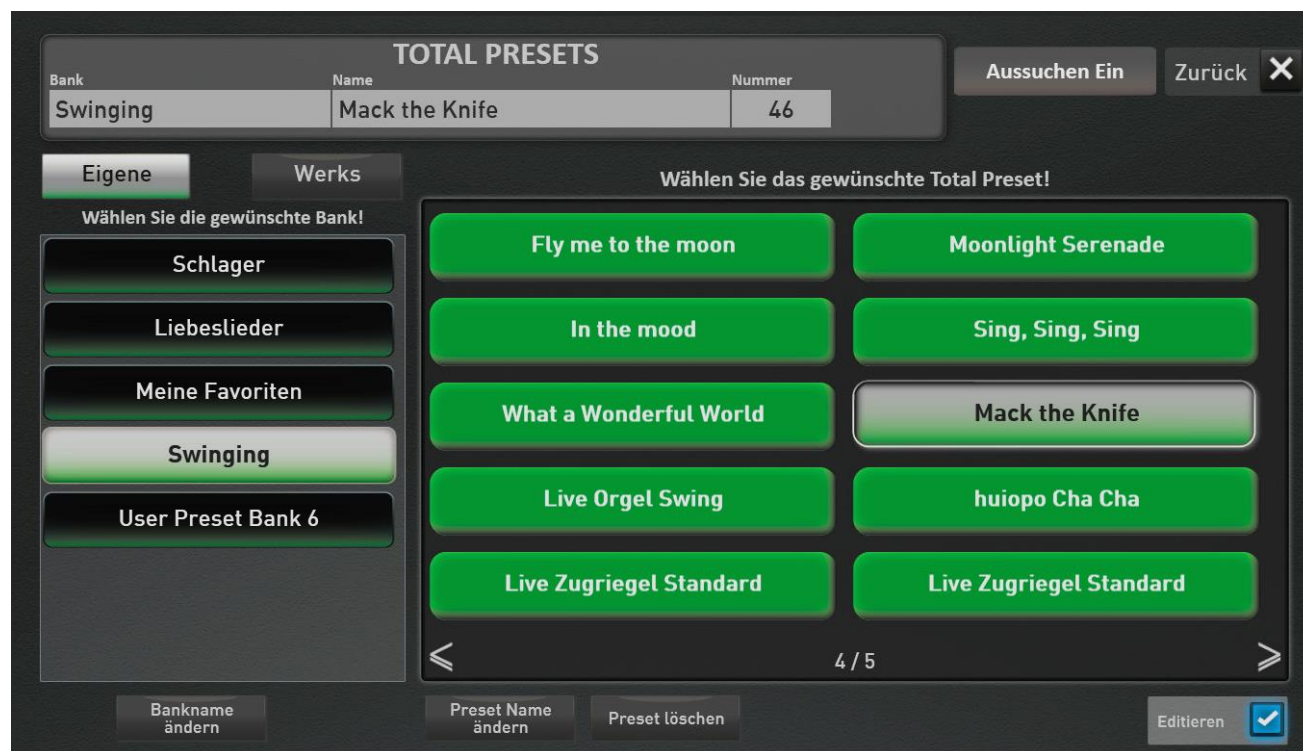 TOTAL PRESETS
Bank Name Nummer
Swinging Mack the Knife 46
Aussuchen Ein
Zurück
Eigene
Werks
Wählen Sie die gewünschte Bank!
Schlager
Liebeslieder
Meine Favoriten
Swinging
User Preset Bank 6
Wählen Sie das gewünschte Total Preset!
Fly me to the moon
Moonlight Serenade
In the mood
Sing, Sing, Sing
What a Wonderful World
Mack the Knife
Live Orgel Swing
huiopo Cha Cha
Live Zugriegel Standard
Live Zugriegel Standard
4 / 5
Bankname
ändern
Preset Name
ändern
Preset löschen
Editieren